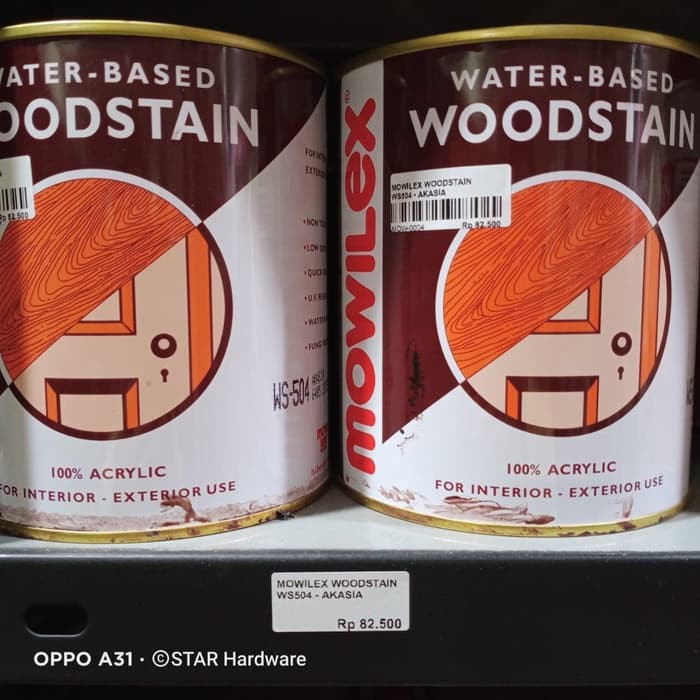 WATER-BASED
WOODSTAIN
Rp 82.500
FOR INTERIOR - EXTERIOR USE
100% ACRYLIC
WS-504
mowilex
WATER-BASED
WOODSTAIN
MOWILEX WOODSTAIN
WS504 - AKASIA
Rp 82.500
100% ACRYLIC
FOR INTERIOR - EXTERIOR USE
MOWILEX WOODSTAIN
WS504 - AKASIA
Rp 82.500
OPPO A31 · ©STAR Hardware